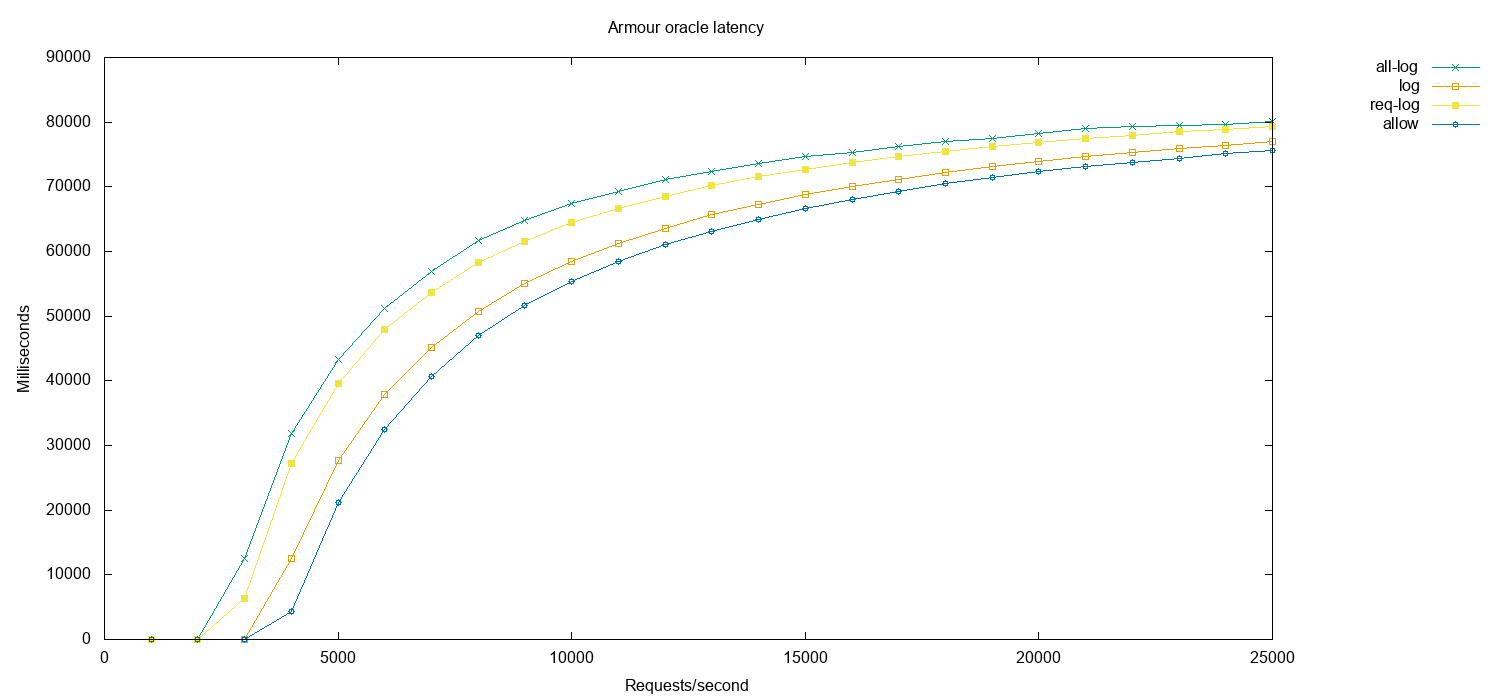 Armour oracle latency
90000
80000
70000
60000
50000
40000
30000
20000
10000
0
Milliseconds
0 5000 10000 15000 20000 25000
Requests/second
all-log
log
req-log
allow